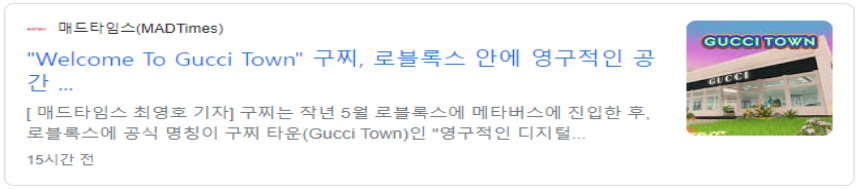 매드타임스(MADTimes)
"Welcome To Gucci Town" 구찌, 로블록스 안에 영구적인 공
간 ...
[ 매드타임스 최영호 기자] 구찌는 작년 5월 로블록스에 메타버스에 진입한 후,
로블록스에 공식 명칭이 구찌 타운(Gucci Town)인 "영구적인 디지털...
15시간 전
GUCCI TOWN
GUCCI